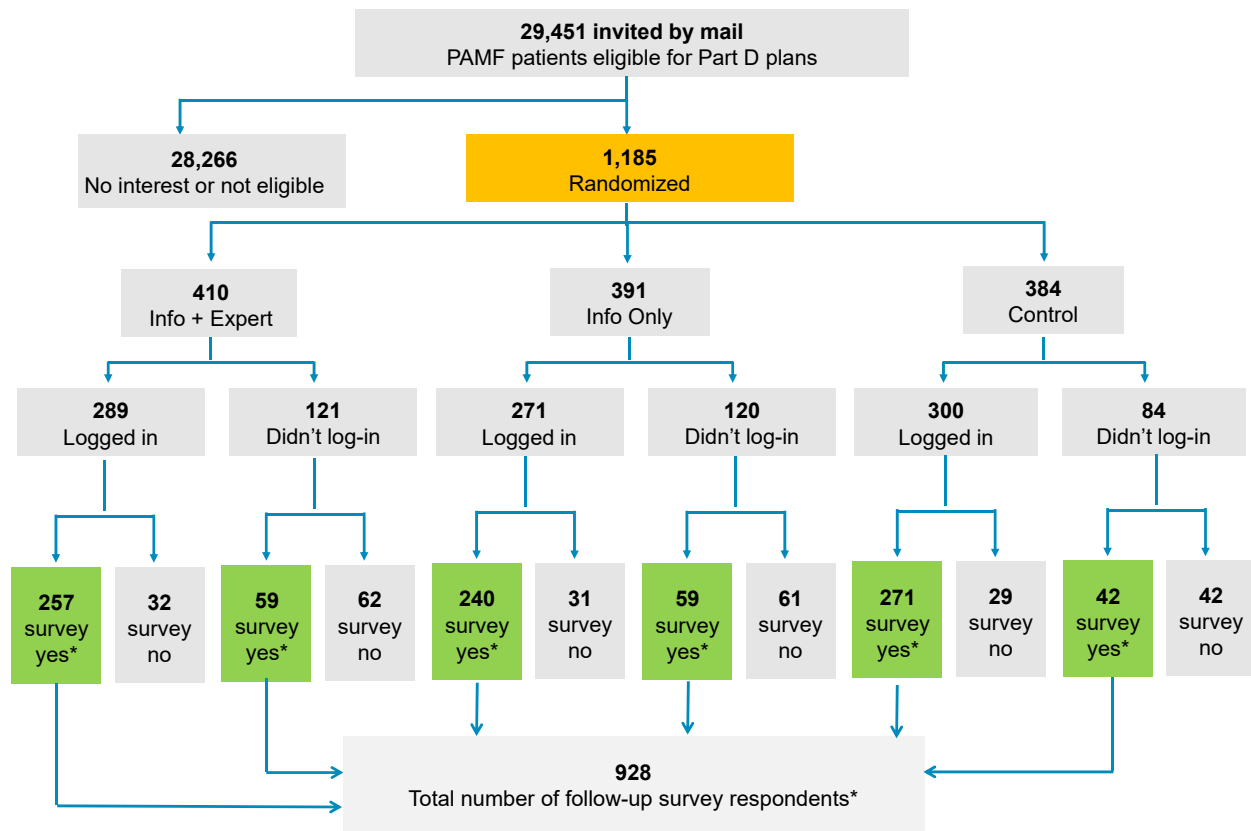 29,451 invited by mail
PAMF patients eligible for Part D plans
28,266
No interest or not eligible
1,185
Randomized
410
Info + Expert
391
Info Only
384
Control
289
Logged in
121
Didn’t log-in
271
Logged in
120
Didn’t log-in
300
Logged in
84
Didn’t log-in
257
survey
yes*
32
survey
no
59
survey
yes*
62
survey
no
240
survey
yes*
31
survey
no
59
survey
yes*
61
survey
no
271
survey
yes*
29
survey
no
42
survey
yes*
42
survey
no
928
Total number of follow-up survey respondents*